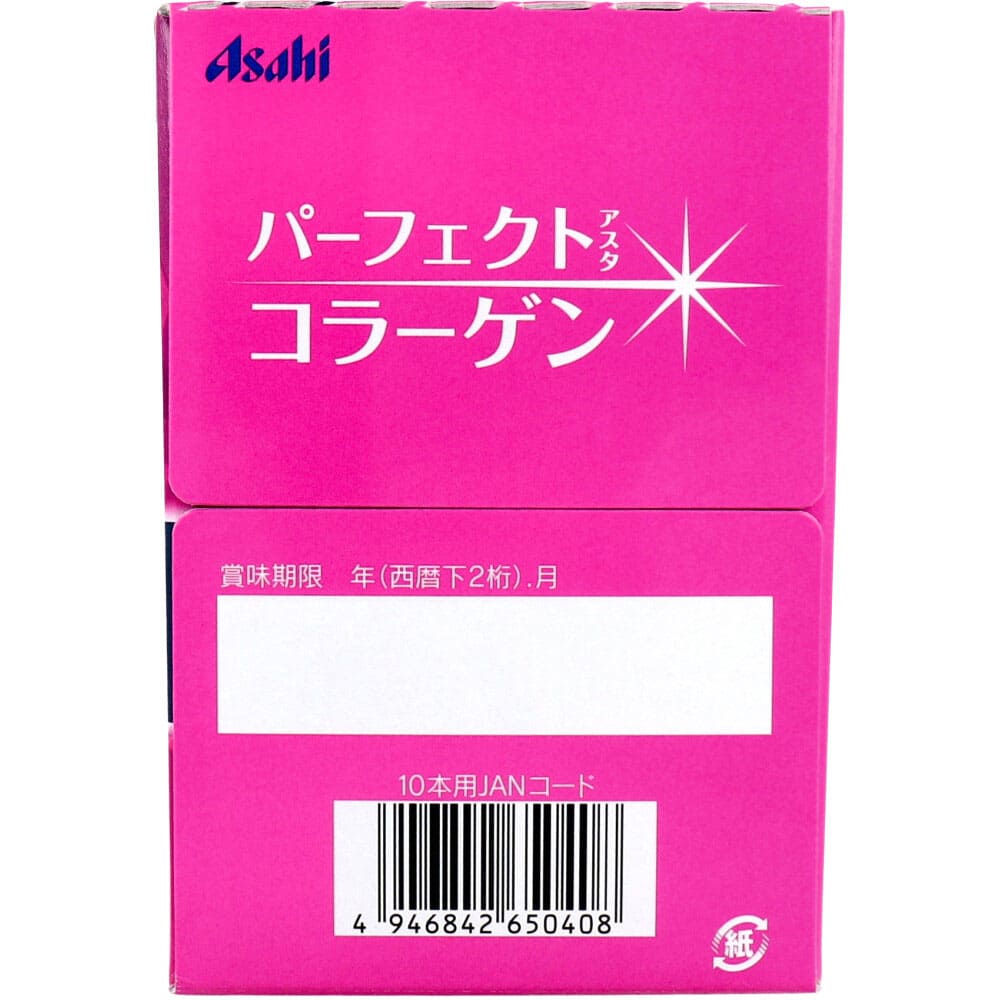 Asahi
パーフェクトアスタ
コラーゲン
賞味期限　年(西暦下2桁).月
10本用JANコード
4 946842 650408
紙